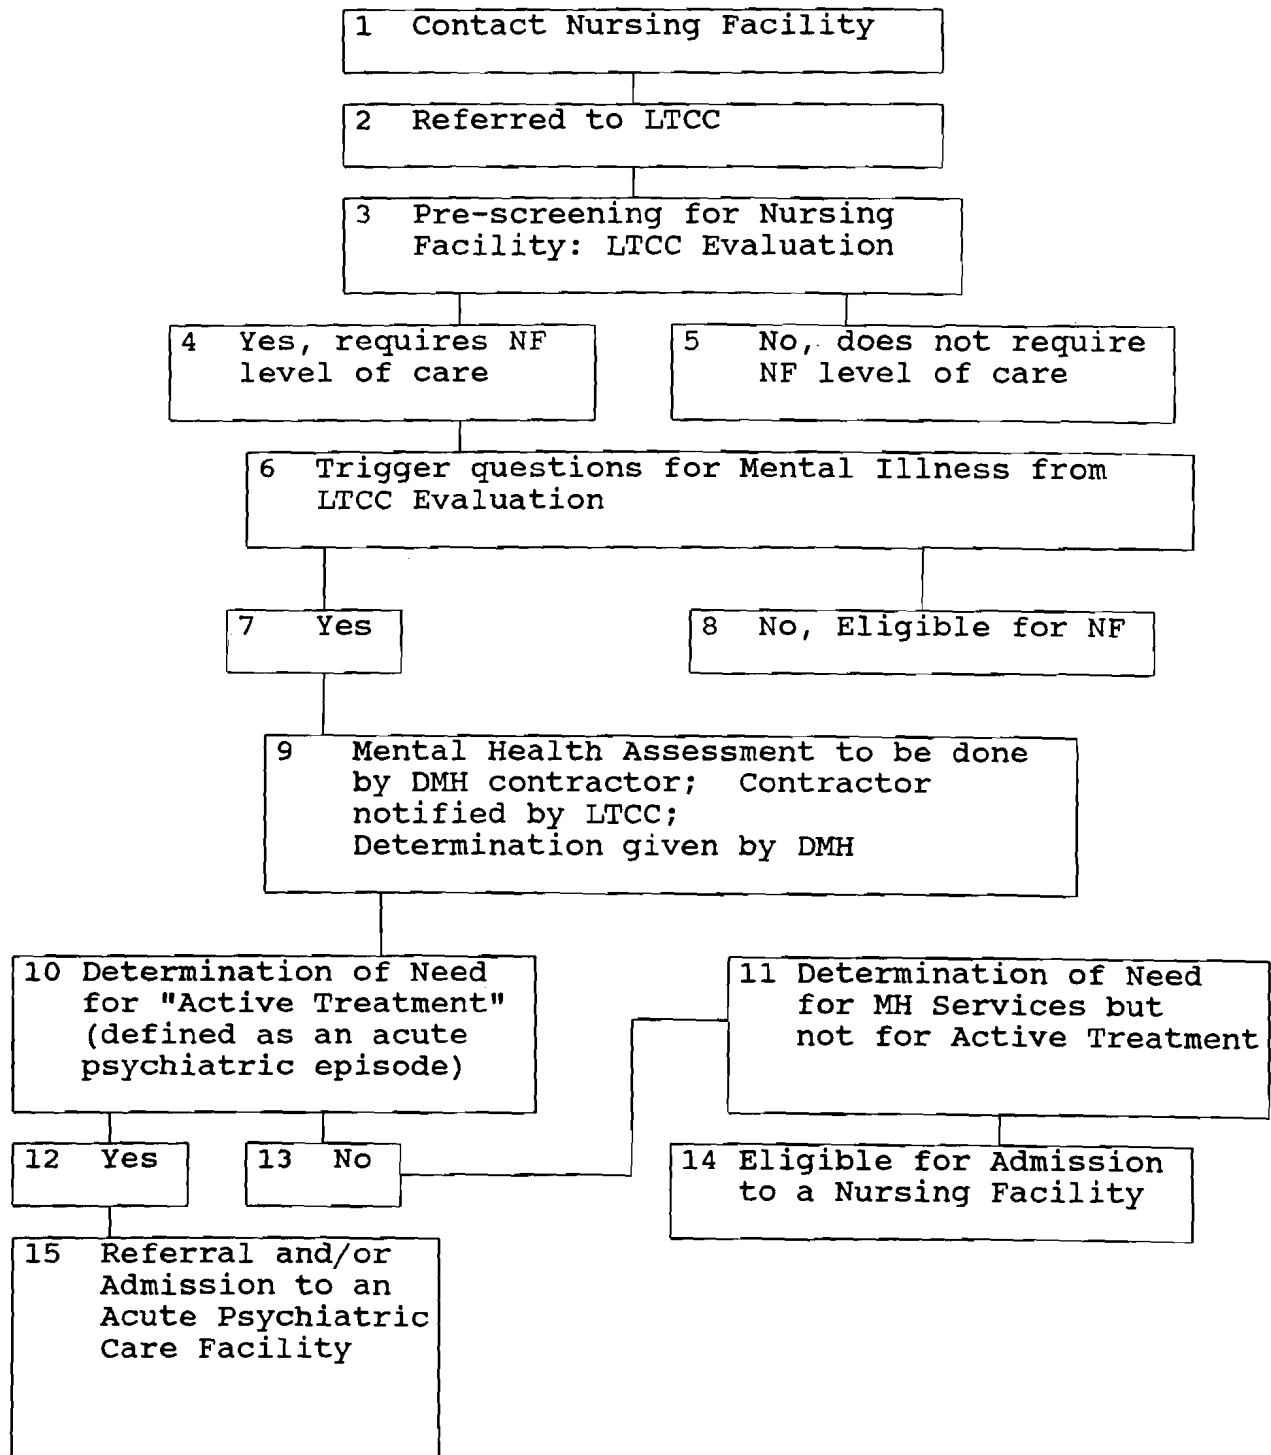 1 Contact Nursing Facility
2 Referred to LTCC
3 Pre-screening for Nursing
Facility: LTCC Evaluation
4 Yes, requires NF
level of care
5 No, does not require
NF level of care
6 Trigger questions for Mental Illness from
LTCC Evaluation
7 Yes
8 No, Eligible for NF
9 Mental Health Assessment to be done
by DMH contractor; Contractor
notified by LTCC;
Determination given by DMH
10 Determination of Need
for "Active Treatment"
(defined as an acute
psychiatric episode)
11 Determination of Need
for MH Services but
not for Active Treatment
12 Yes
13 No
14 Eligible for Admission
to a Nursing Facility
15 Referral and/or
Admission to an
Acute Psychiatric
Care Facility